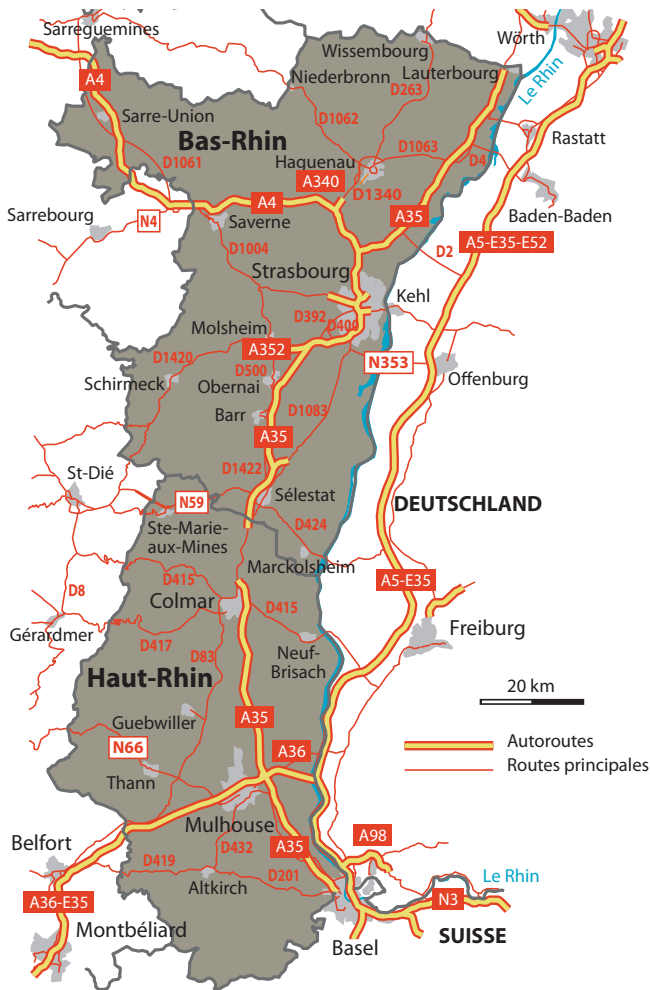 Sarreguemines
Wissembourg
Wörth
Niederbronn
Lauterbourg
Le Rhin
A4
D263
Sarre-Union
D1062
Bas-Rhin
Rastatt
D1061
Haguenau
D1063
D4
A340
D1340
Sarrebourg
N4
A4
A35
Baden-Baden
Saverne
D1004
D2
A5-E35-E52
Strasbourg
Kehl
D392
D400
Molsheim
A352
D1420
N353
D500
Schirmeck
Obernai
Offenburg
Barr
D1083
A35
D1422
St-Dié
N59
Sélestat
DEUTSCHLAND
Ste-Marie-
aux-Mines
D424
Marckolsheim
D415
A5-E35
D8
Colmar
D415
Gérardmer
D417
Freiburg
D83
Neuf-
Brisach
Haut-Rhin
20 km
Guebwiller
A35
N66
A36
Autoroutes
Thann
Routes principales
Mulhouse
Belfort
D432
A35
A98
D419
Altkirch
D201
Le Rhin
A36-E35
N3
Montbéliard
Basel
SUISSE